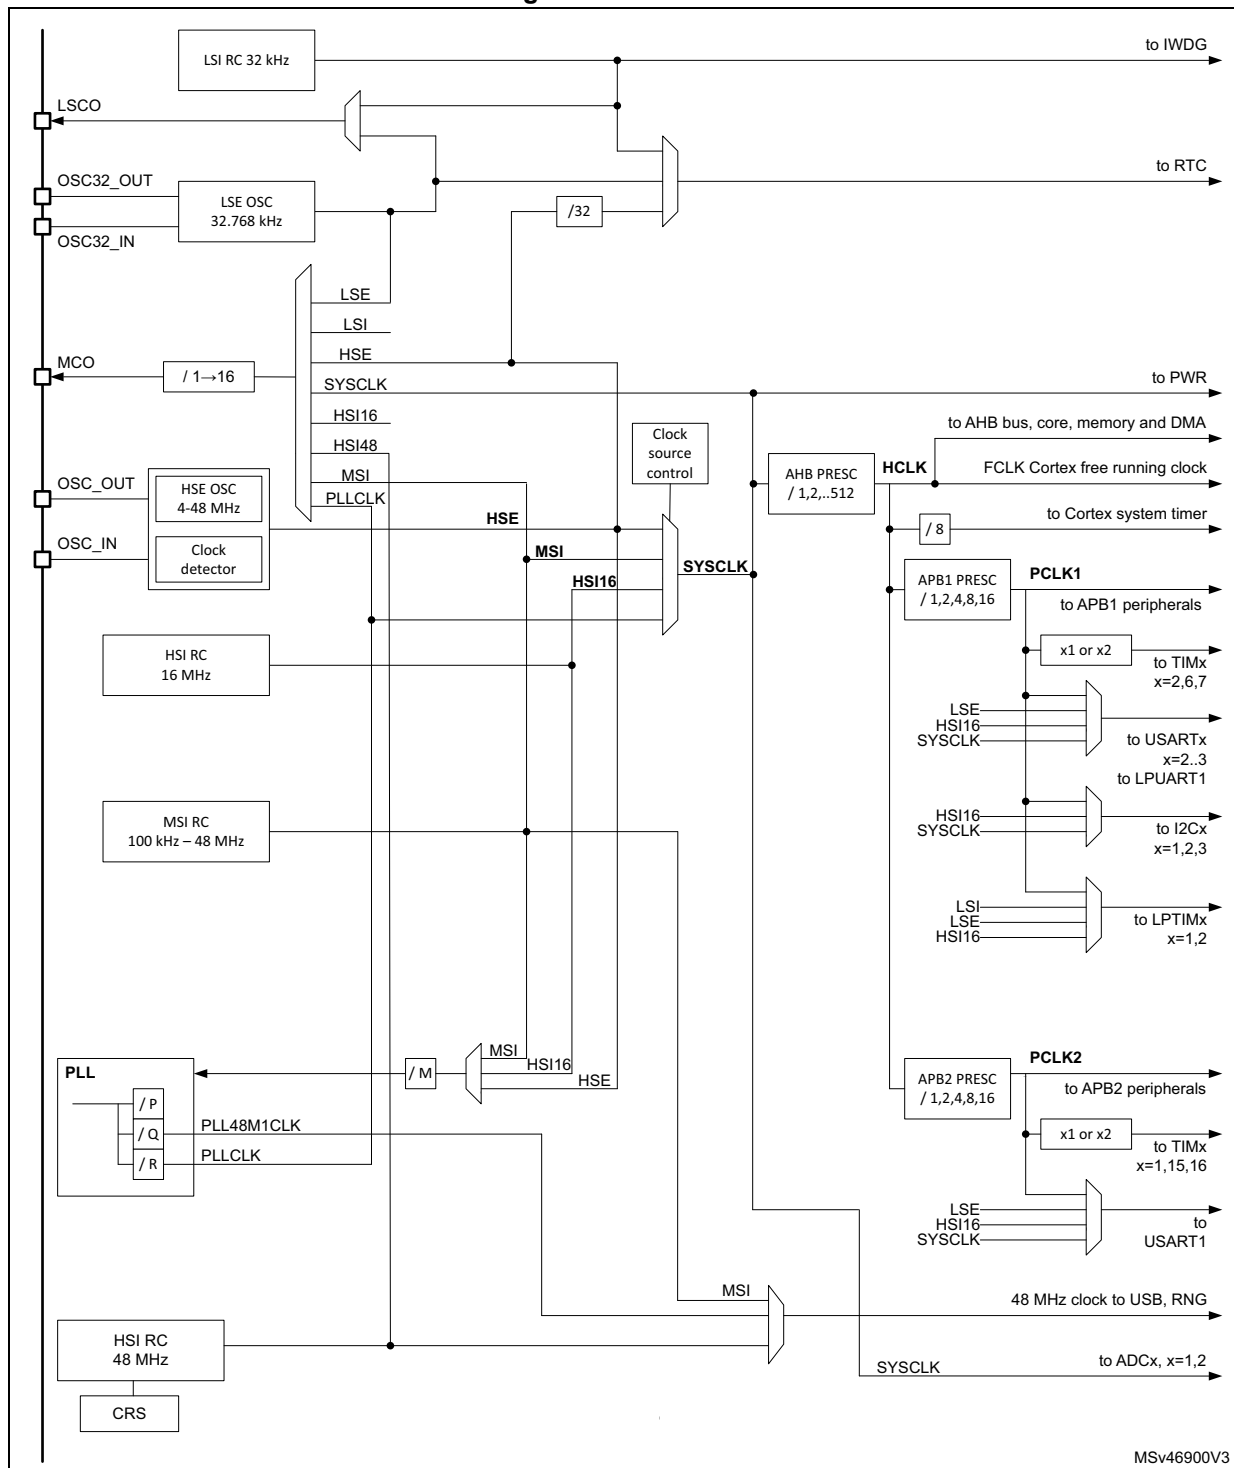 LSI RC 32 kHz
to IWDG
LSCO
to RTC
OSC32_OUT
LSE OSC
32.768 kHz
/32
OSC32_IN
LSE
LSI
HSE
MCO
/ 1→16
SYSCLK
to PWR
HSI16
HSI48
MSI
PLLCLK
Clock
source
control
to AHB bus, core, memory and DMA
AHB PRESC
/ 1,2,..512
HCLK
FCLK Cortex free running clock
OSC_OUT
HSE OSC
4-48 MHz
OSC_IN
Clock
detector
HSE
MSI
HSI16
SYSCLK
/ 8
to Cortex system timer
APB1 PRESC
/ 1,2,4,8,16
PCLK1
to APB1 peripherals
HSI RC
16 MHz
x1 or x2
to TIMx
x=2,6,7
LSE
HSI16
SYSCLK
to USARTx
x=2..3
to LPUART1
MSI RC
100 kHz – 48 MHz
HSI16
SYSCLK
to I2Cx
x=1,2,3
LSI
LSE
HSI16
to LPTIMx
x=1,2
PLL
/ M
MSI
HSI16
HSE
/ P
/ Q
/ R
PLL48M1CLK
PLLCLK
APB2 PRESC
/ 1,2,4,8,16
PCLK2
to APB2 peripherals
x1 or x2
to TIMx
x=1,15,16
LSE
HSI16
SYSCLK
to
USART1
MSI
48 MHz clock to USB, RNG
HSI RC
48 MHz
SYSCLK
to ADCx, x=1,2
CRS
MSv46900V3